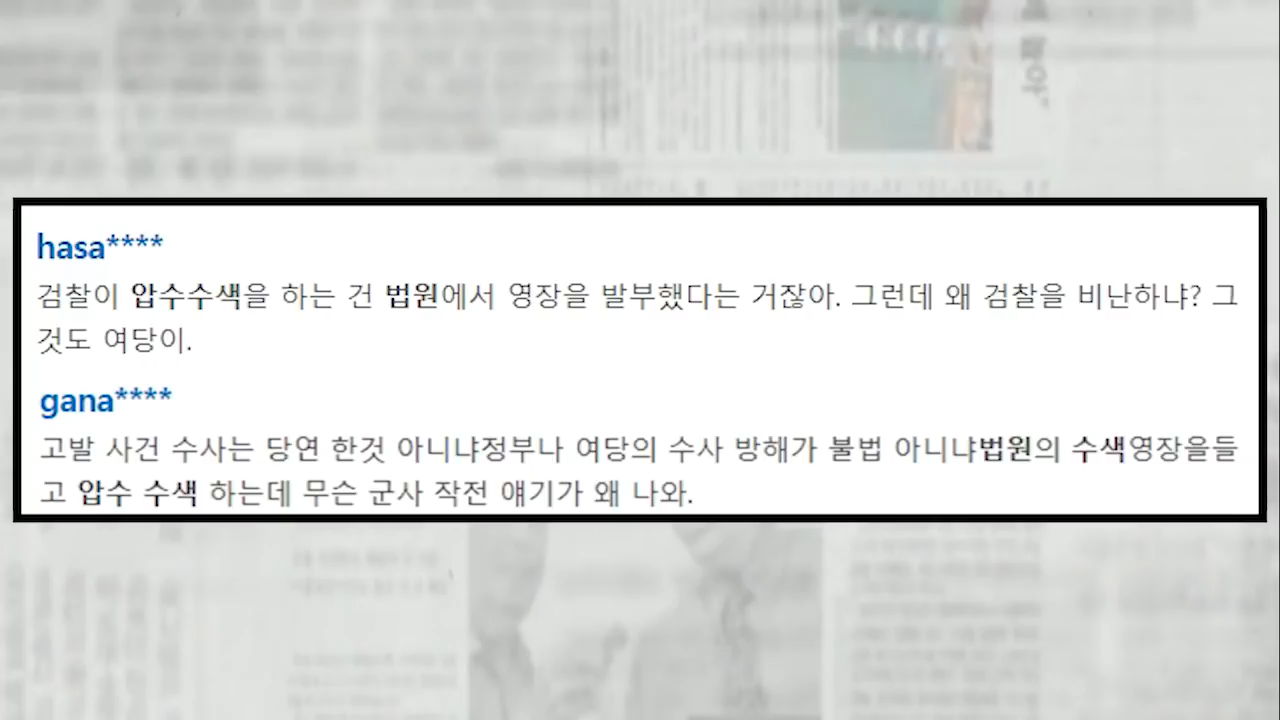 hasa****
검찰이 압수수색을 하는 건 법원에서 영장을 발부했다는 거잖아. 그런데 왜 검찰을 비난하냐? 그
것도 여당이.
gana****
고발 사건 수사는 당연 한것 아니냐정부나 여당의 수사 방해가 불법 아니냐법원의 수색영장을들
고 압수 수색 하는데 무슨 군사 작전 얘기가 왜 나와.